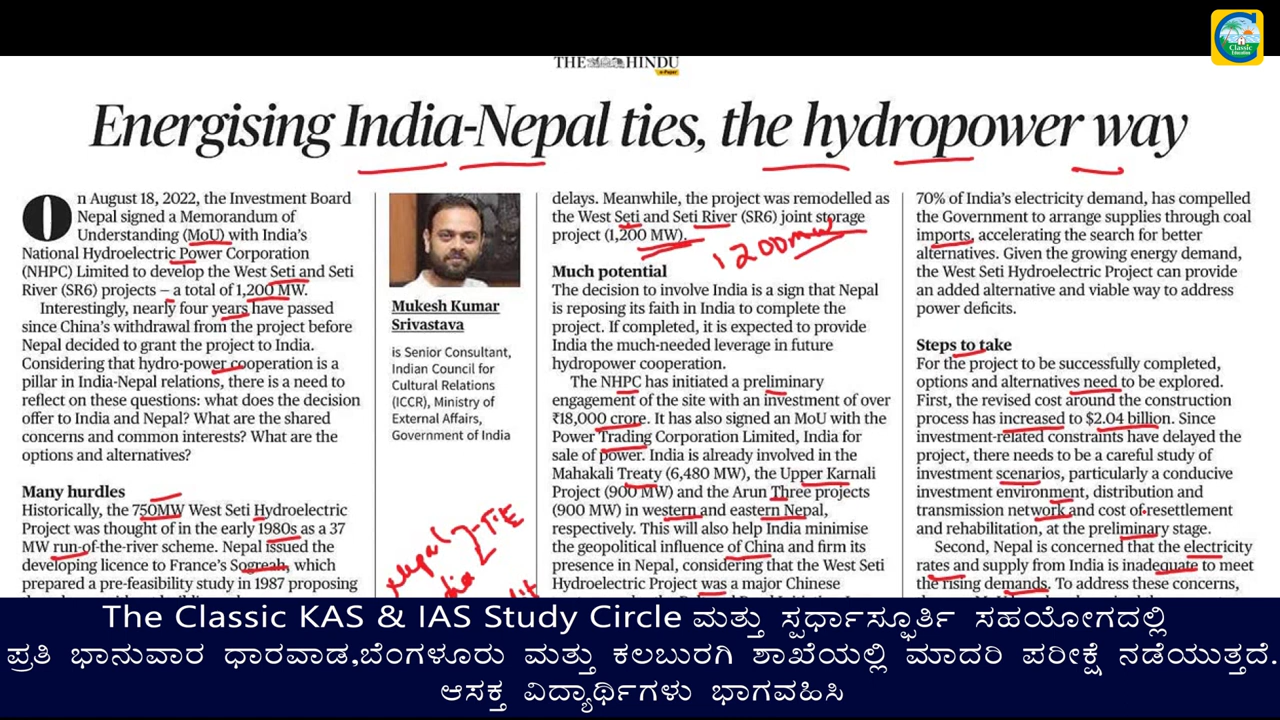 Classic
Education
THE HINDU
e-Paper
Energising India-Nepal ties, the hydropower way
On August 18, 2022, the Investment Board
Nepal signed a Memorandum of
Understanding (MoU) with India's
National Hydroelectric Power Corporation
(NHPC) Limited to develop the West Seti and Seti
River (SR6) projects — a total of 1,200 MW.
Interestingly, nearly four years have passed
since China's withdrawal from the project before
Nepal decided to grant the project to India.
Considering that hydro-power cooperation is a
pillar in India-Nepal relations, there is a need to
reflect on these questions: what does the decision
offer to India and Nepal? What are the shared
concerns and common interests? What are the
options and alternatives?
Many hurdles
Historically, the 750MW West Seti Hydroelectric
Project was thought of in the early 1980s as a 37
MW run-of-the-river scheme. Nepal issued the
developing licence to France's Sogreah, which
prepared a pre-feasibility study in 1987 proposing
Mukesh Kumar
Srivastava
is Senior Consultant,
Indian Council for
Cultural Relations
(ICCR), Ministry of
External Affairs,
Government of India
Nepal
delays. Meanwhile, the project was remodelled as
the West Seti and Seti River (SR6) joint storage
project (1,200 MW).
1200MW
Much potential
The decision to involve India is a sign that Nepal
is reposing its faith in India to complete the
project. If completed, it is expected to provide
India the much-needed leverage in future
hydropower cooperation.
The NHPC has initiated a preliminary
engagement of the site with an investment of over
₹18,000 crore. It has also signed an MoU with the
Power Trading Corporation Limited, India for
sale of power. India is already involved in the
Mahakali Treaty (6,480 MW), the Upper Karnali
Project (900 MW) and the Arun Three projects
(900 MW) in western and eastern Nepal,
respectively. This will also help India minimise
the geopolitical influence of China and firm its
presence in Nepal, considering that the West Seti
Hydroelectric Project was a major Chinese
70% of India's electricity demand, has compelled
the Government to arrange supplies through coal
imports, accelerating the search for better
alternatives. Given the growing energy demand,
the West Seti Hydroelectric Project can provide
an added alternative and viable way to address
power deficits.
Steps to take
For the project to be successfully completed,
options and alternatives need to be explored.
First, the revised cost around the construction
process has increased to $2.04 billion. Since
investment-related constraints have delayed the
project, there needs to be a careful study of
investment scenarios, particularly a conducive
investment environment, distribution and
transmission network and cost of resettlement
and rehabilitation, at the preliminary stage.
Second, Nepal is concerned that the electricity
rates and supply from India is inadequate to meet
the rising demands. To address these concerns,
The Classic KAS & IAS Study Circle ಮತ್ತು ಸ್ಪರ್ಧಾಸ್ಫೂರ್ತಿ ಸಹಯೋಗದಲ್ಲಿ
ಪ್ರತಿ ಭಾನುವಾರ ಧಾರವಾಡ,ಬೆಂಗಳೂರು ಮತ್ತು ಕಲಬುರಗಿ ಶಾಖೆಯಲ್ಲಿ ಮಾದರಿ ಪರೀಕ್ಷೆ ನಡೆಯುತ್ತದೆ.
ಆಸಕ್ತ ವಿದ್ಯಾರ್ಥಿಗಳು ಭಾಗವಹಿಸಿ